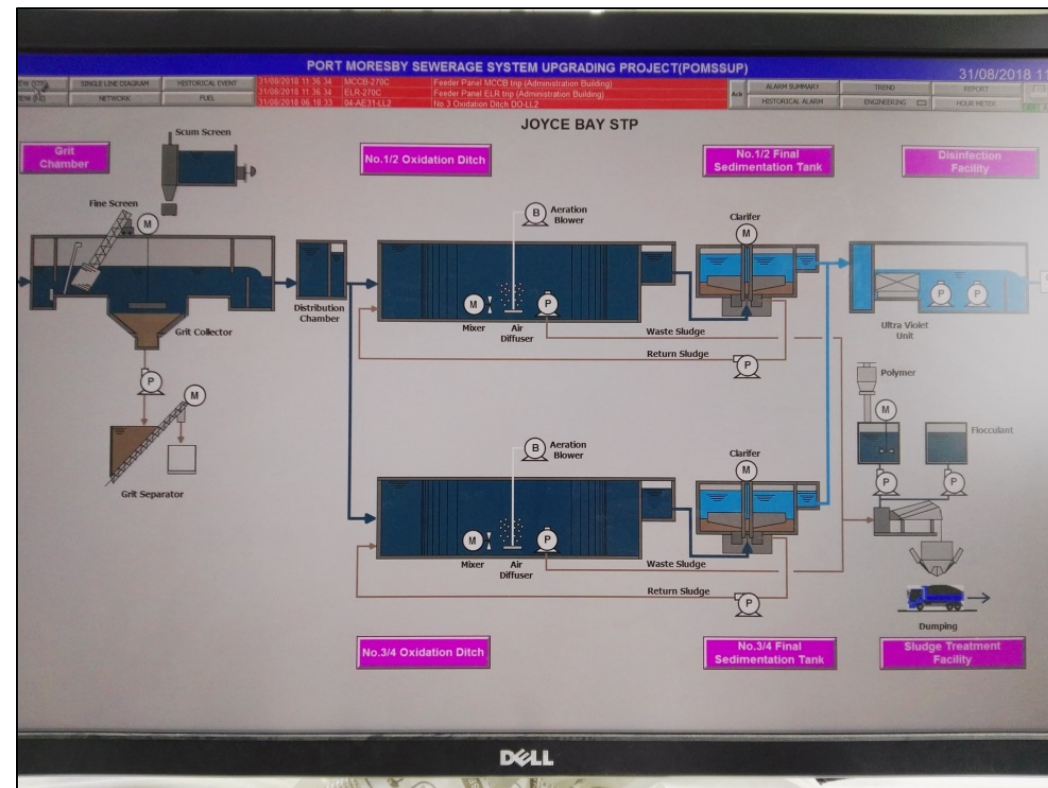 PORT MORESBY SEWERAGE SYSTEM UPGRADING PROJECT(POMSSUP)
31/08/2018 11
SINGLE LINE DIAGRAM
HISTORICAL EVENT
NETWORK
FUEL
31/08/2018 11:36:34 MCCB-270C Feeder Panel MCCB trip (Administration Building)
31/08/2018 11:36:34 ELR-270C Feeder Panel ELR trip (Administration Building)
31/08/2018 06:18:33 04-AE31-LL2 No.3 Oxidation Ditch DO-LL2
Ack
ALARM SUMMARY
TREND
REPORT
HISTORICAL ALARM
ENGINEERING
HOUR METER
JOYCE BAY STP
Grit
Chamber
Scum Screen
No.1/2 Oxidation Ditch
No.1/2 Final
Sedimentation Tank
Disinfection
Facility
Fine Screen
M
B
Aeration
Blower
Clarifer
M
Distribution
Chamber
Grit Collector
M
Mixer
Air
Diffuser
P
Waste Sludge
Return Sludge
P
P
P
Ultra Violet
Unit
P
M
Grit Separator
Polymer
M
Flocculant
P
P
B
Aeration
Blower
Clarifer
M
M
Mixer
Air
Diffuser
P
Waste Sludge
Return Sludge
P
Dumping
No.3/4 Oxidation Ditch
No.3/4 Final
Sedimentation Tank
Sludge Treatment
Facility
DELL